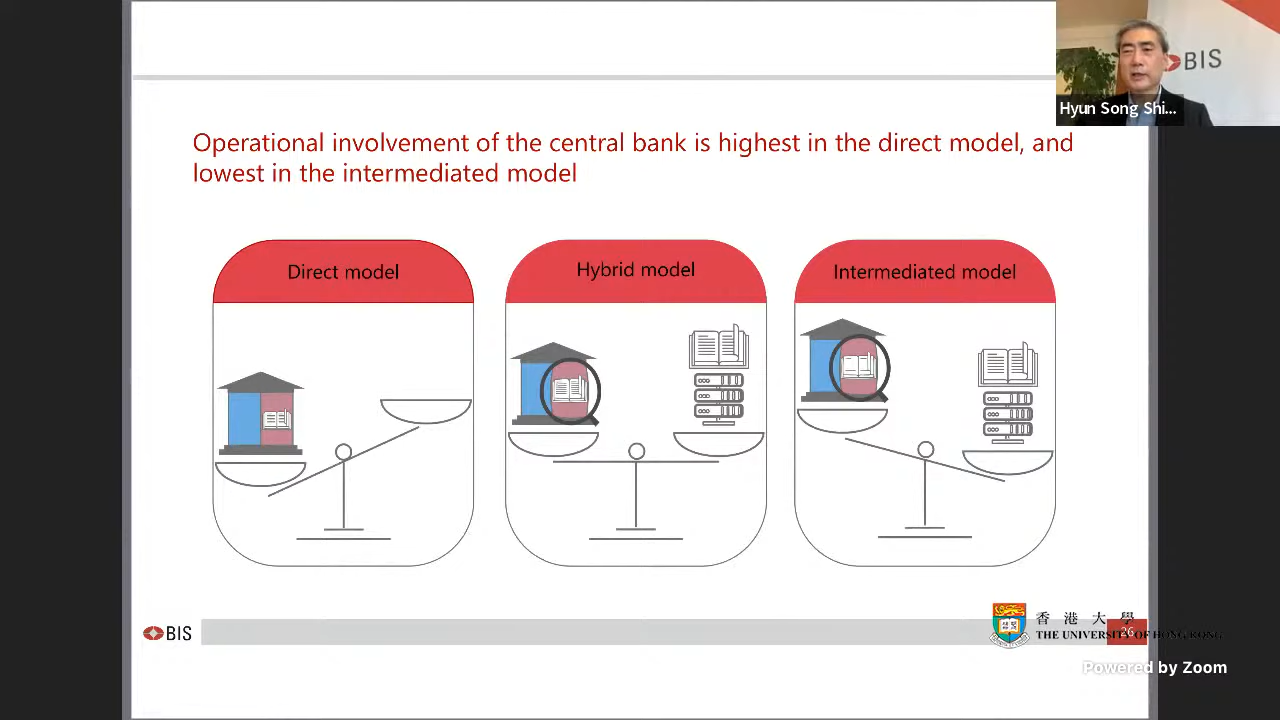 BIS
Hyun Song Shi...
Operational involvement of the central bank is highest in the direct model, and
lowest in the intermediated model
Direct model
Hybrid model
Intermediated model
BIS
香港大學
THE UNIVERSITY OF HONG KONG
26
Powered by Zoom